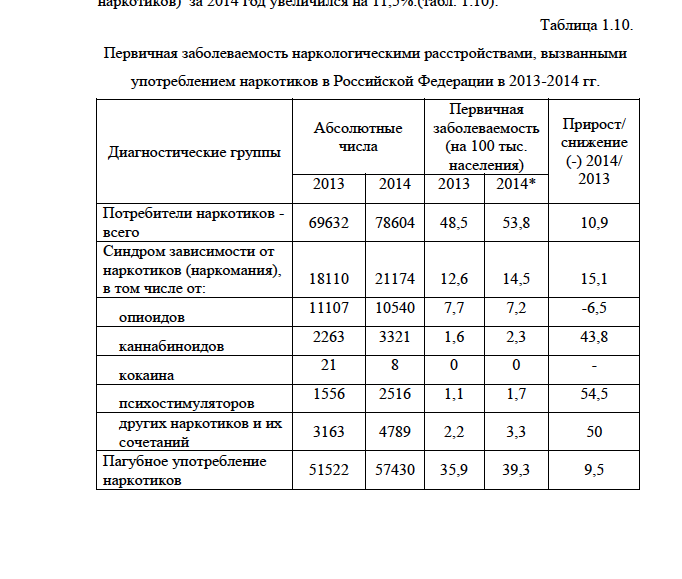 наркотиков) за 2014 год увеличился на 11,5%.(табл. 1.10).
Таблица 1.10.
Первичная заболеваемость наркологическими расстройствами, вызванными
употреблением наркотиков в Российской Федерации в 2013-2014 гг.
Диагностические группы
Абсолютные
числа
Первичная
заболеваемость
(на 100 тыс.
населения)
Прирост/
снижение
(-) 2014/
2013
2013 2014 2013 2014*
Потребители наркотиков -
всего 69632 78604 48,5 53,8 10,9
Синдром зависимости от
наркотиков (наркомания),
в том числе от: 18110 21174 12,6 14,5 15,1
опиоидов 11107 10540 7,7 7,2 -6,5
каннабиноидов 2263 3321 1,6 2,3 43,8
кокаина 21 8 0 0 -
психостимуляторов 1556 2516 1,1 1,7 54,5
других наркотиков и их
сочетаний 3163 4789 2,2 3,3 50
Пагубное употребление
наркотиков 51522 57430 35,9 39,3 9,5